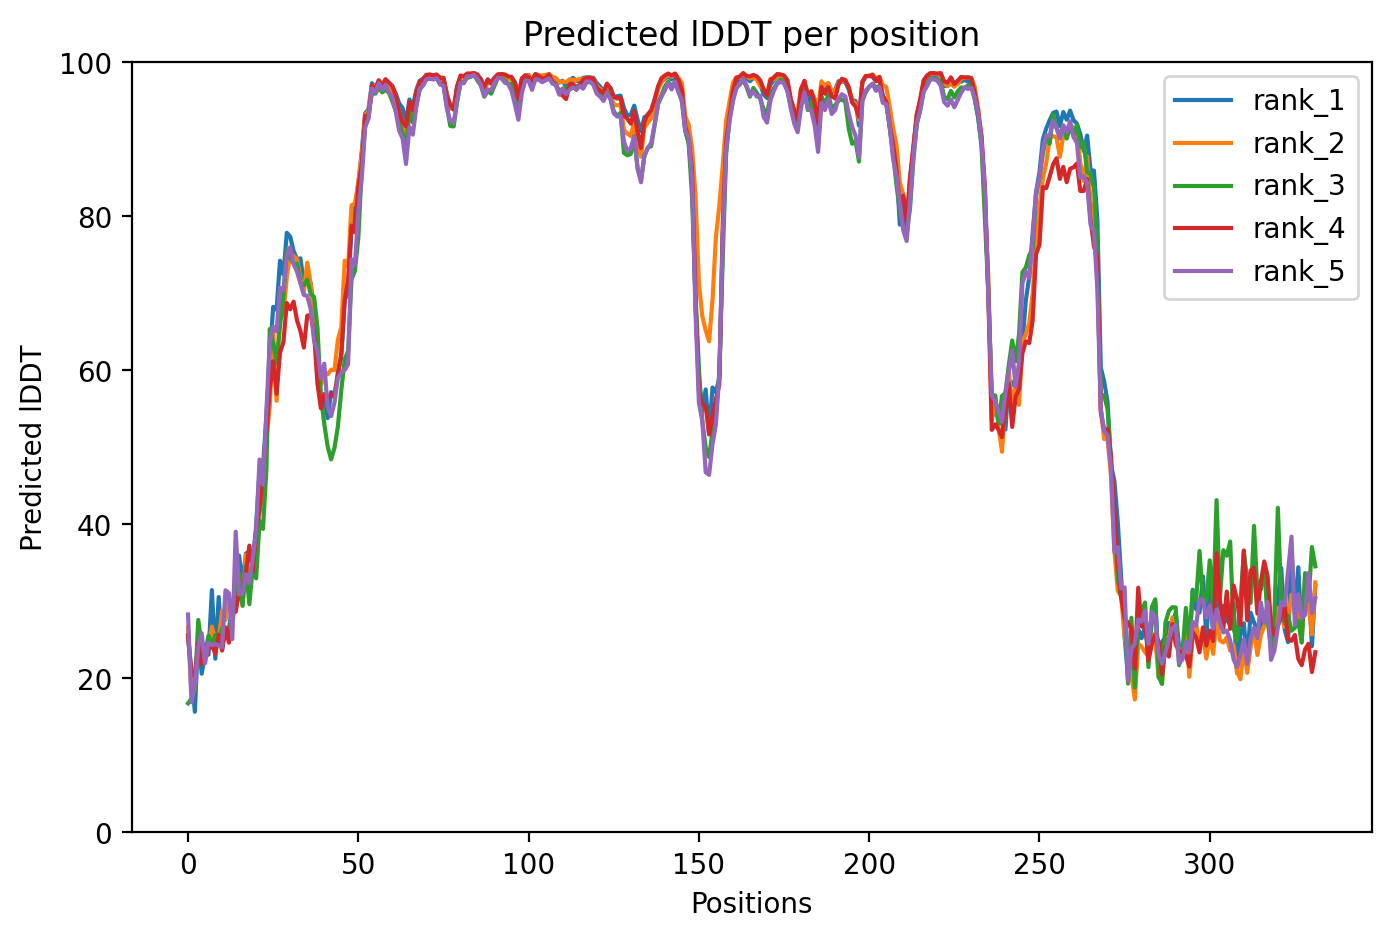 Predicted lDDT per position
100
80
60
40
20
0
Predicted lDDT
rank_1
rank_2
rank_3
rank_4
rank_5
0 50 100 150 200 250 300
Positions